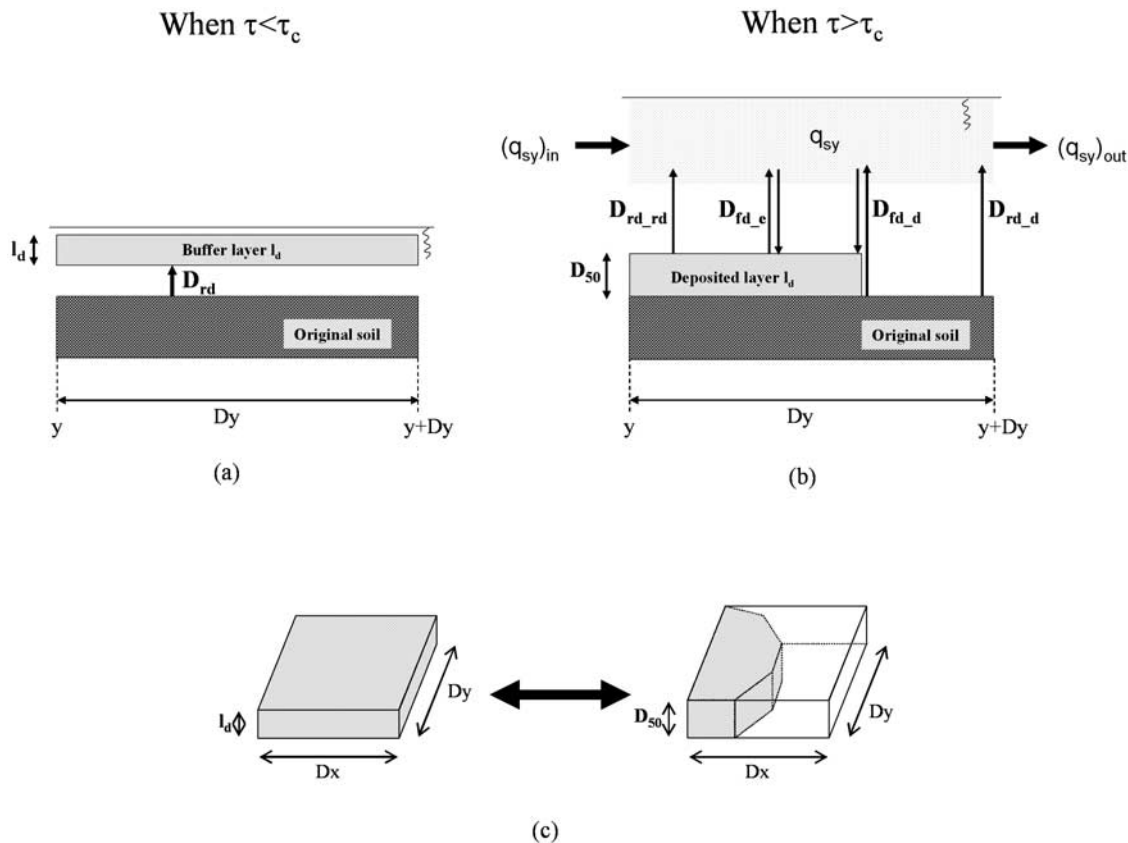 When τ<τc
When τ>τc
(qsy)in
qsy
(qsy)out
Drd_rd
Dfd_e
Dfd_d
Drd_d
ld
Buffer layer ld
Drd
D50
Deposited layer ld
Original soil
Original soil
Dy
Dy
y
y+Dy
y
y+Dy
(a)
(b)
ld
Dy
Dx
D50
Dy
Dx
(c)